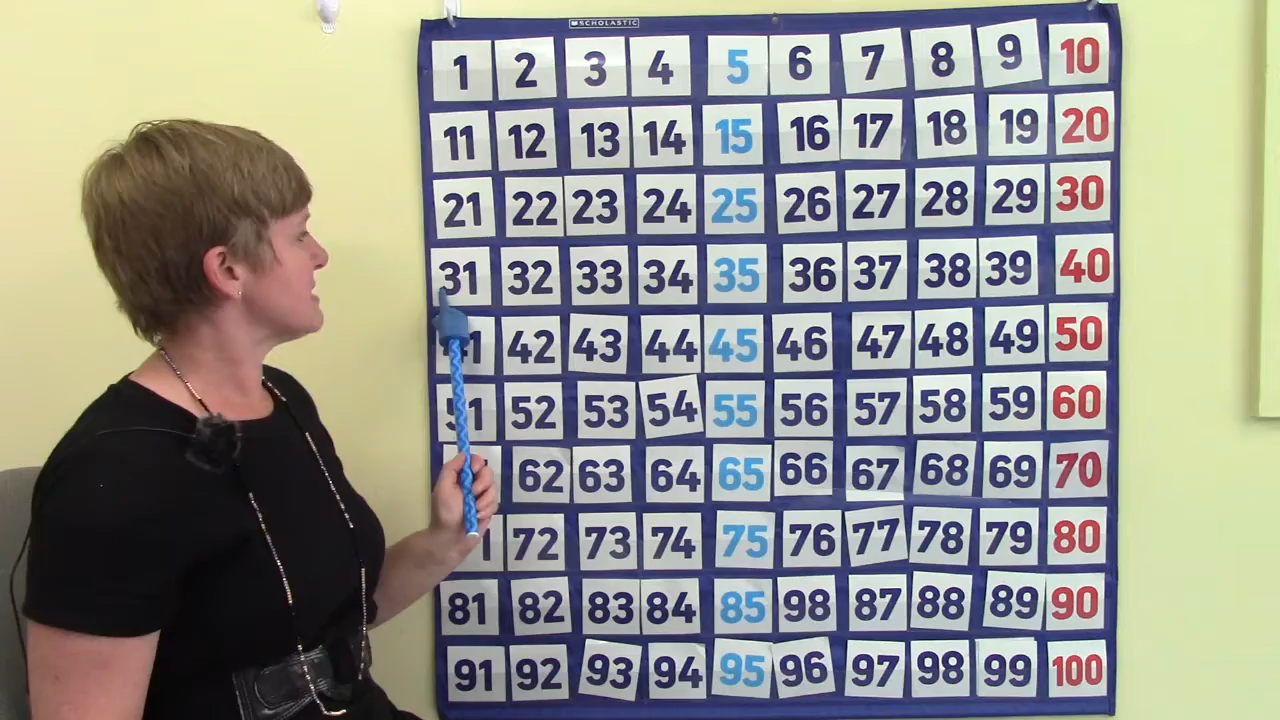 SCHOLASTIC
1 2 3 4 5 6 7 8 9 10
11 12 13 14 15 16 17 18 19 20
21 22 23 24 25 26 27 28 29 30
31 32 33 34 35 36 37 38 39 40
42 43 44 45 46 47 48 49 50
51 52 53 54 55 56 57 58 59 60
62 63 64 65 66 67 68 69 70
72 73 74 75 76 77 78 79 80
81 82 83 84 85 98 87 88 89 90
91 92 93 94 95 96 97 98 99 100